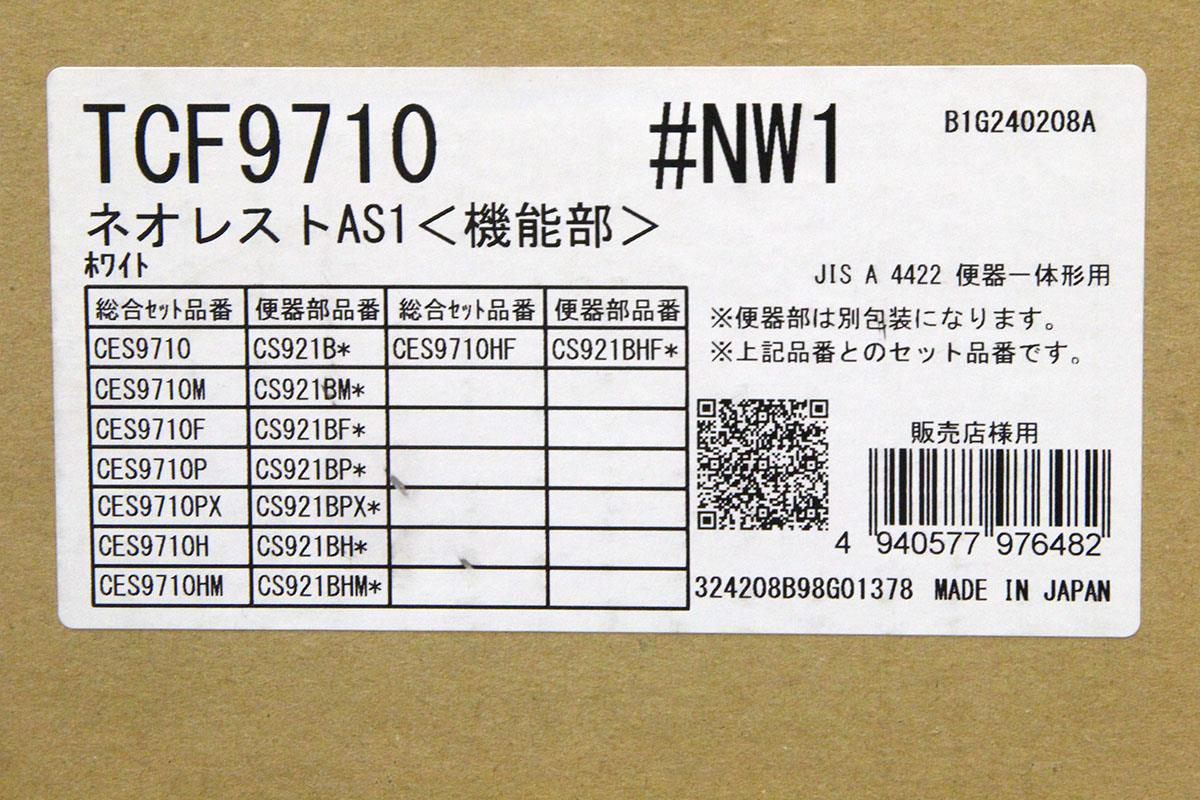 TCF9710 #NW1 B1G240208A
ネオレストAS1＜機能部＞
ﾎﾜｲﾄ
JIS A 4422 便器一体形用
※便器部は別包装になります。
※上記品番とのセット品番です。
総合ｾｯﾄ品番 便器部品番 総合ｾｯﾄ品番 便器部品番
CES9710 CS921B* CES9710HF CS921BHF*
CES9710M CS921BM*
CES9710F CS921BF*
CES9710P CS921BP*
CES9710PX CS921BPX*
CES9710H CS921BH*
CES9710HM CS921BHM*
販売店様用
4 940577 976482
324208B98G01378 MADE IN JAPAN